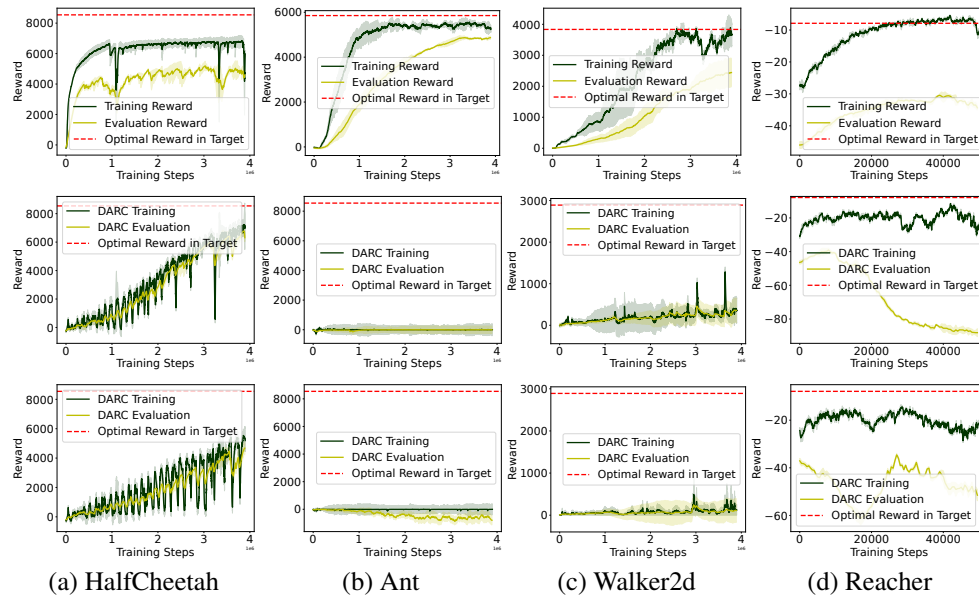 8000
6000
4000
2000
0
Reward
Training Reward
Evaluation Reward
Optimal Reward in Target
0 1 2 3 4
1e6
Training Steps
6000
4000
2000
0
Reward
Training Reward
Evaluation Reward
Optimal Reward in Target
0 1 2 3 4
1e6
Training Steps
5000
4000
3000
2000
1000
0
Reward
Training Reward
Evaluation Reward
Optimal Reward in Target
0 1 2 3 4
1e6
Training Steps
−10
−20
−30
−40
Reward
Training Reward
Evaluation Reward
Optimal Reward in Target
0 20000 40000
Training Steps
8000
6000
4000
2000
0
Reward
DARC Training
DARC Evaluation
Optimal Reward in Target
0 1 2 3 4
1e6
Training Steps
8000
6000
4000
2000
0
Reward
DARC Training
DARC Evaluation
Optimal Reward in Target
0 1 2 3 4
1e6
Training Steps
3000
2000
1000
0
Reward
DARC Training
DARC Evaluation
Optimal Reward in Target
0 1 2 3 4
1e6
Training Steps
−20
−40
−60
−80
Reward
DARC Training
DARC Evaluation
Optimal Reward in Target
0 20000 40000
Training Steps
8000
6000
4000
2000
0
Reward
DARC Training
DARC Evaluation
Optimal Reward in Target
0 1 2 3 4
1e6
Training Steps
8000
6000
4000
2000
0
Reward
DARC Training
DARC Evaluation
Optimal Reward in Target
0 1 2 3 4
1e6
Training Steps
3000
2000
1000
0
Reward
DARC Training
DARC Evaluation
Optimal Reward in Target
0 1 2 3 4
1e6
Training Steps
−20
−40
−60
Reward
DARC Training
DARC Evaluation
Optimal Reward in Target
0 20000 40000
Training Steps
(a) HalfCheetah
(b) Ant
(c) Walker2d
(d) Reacher